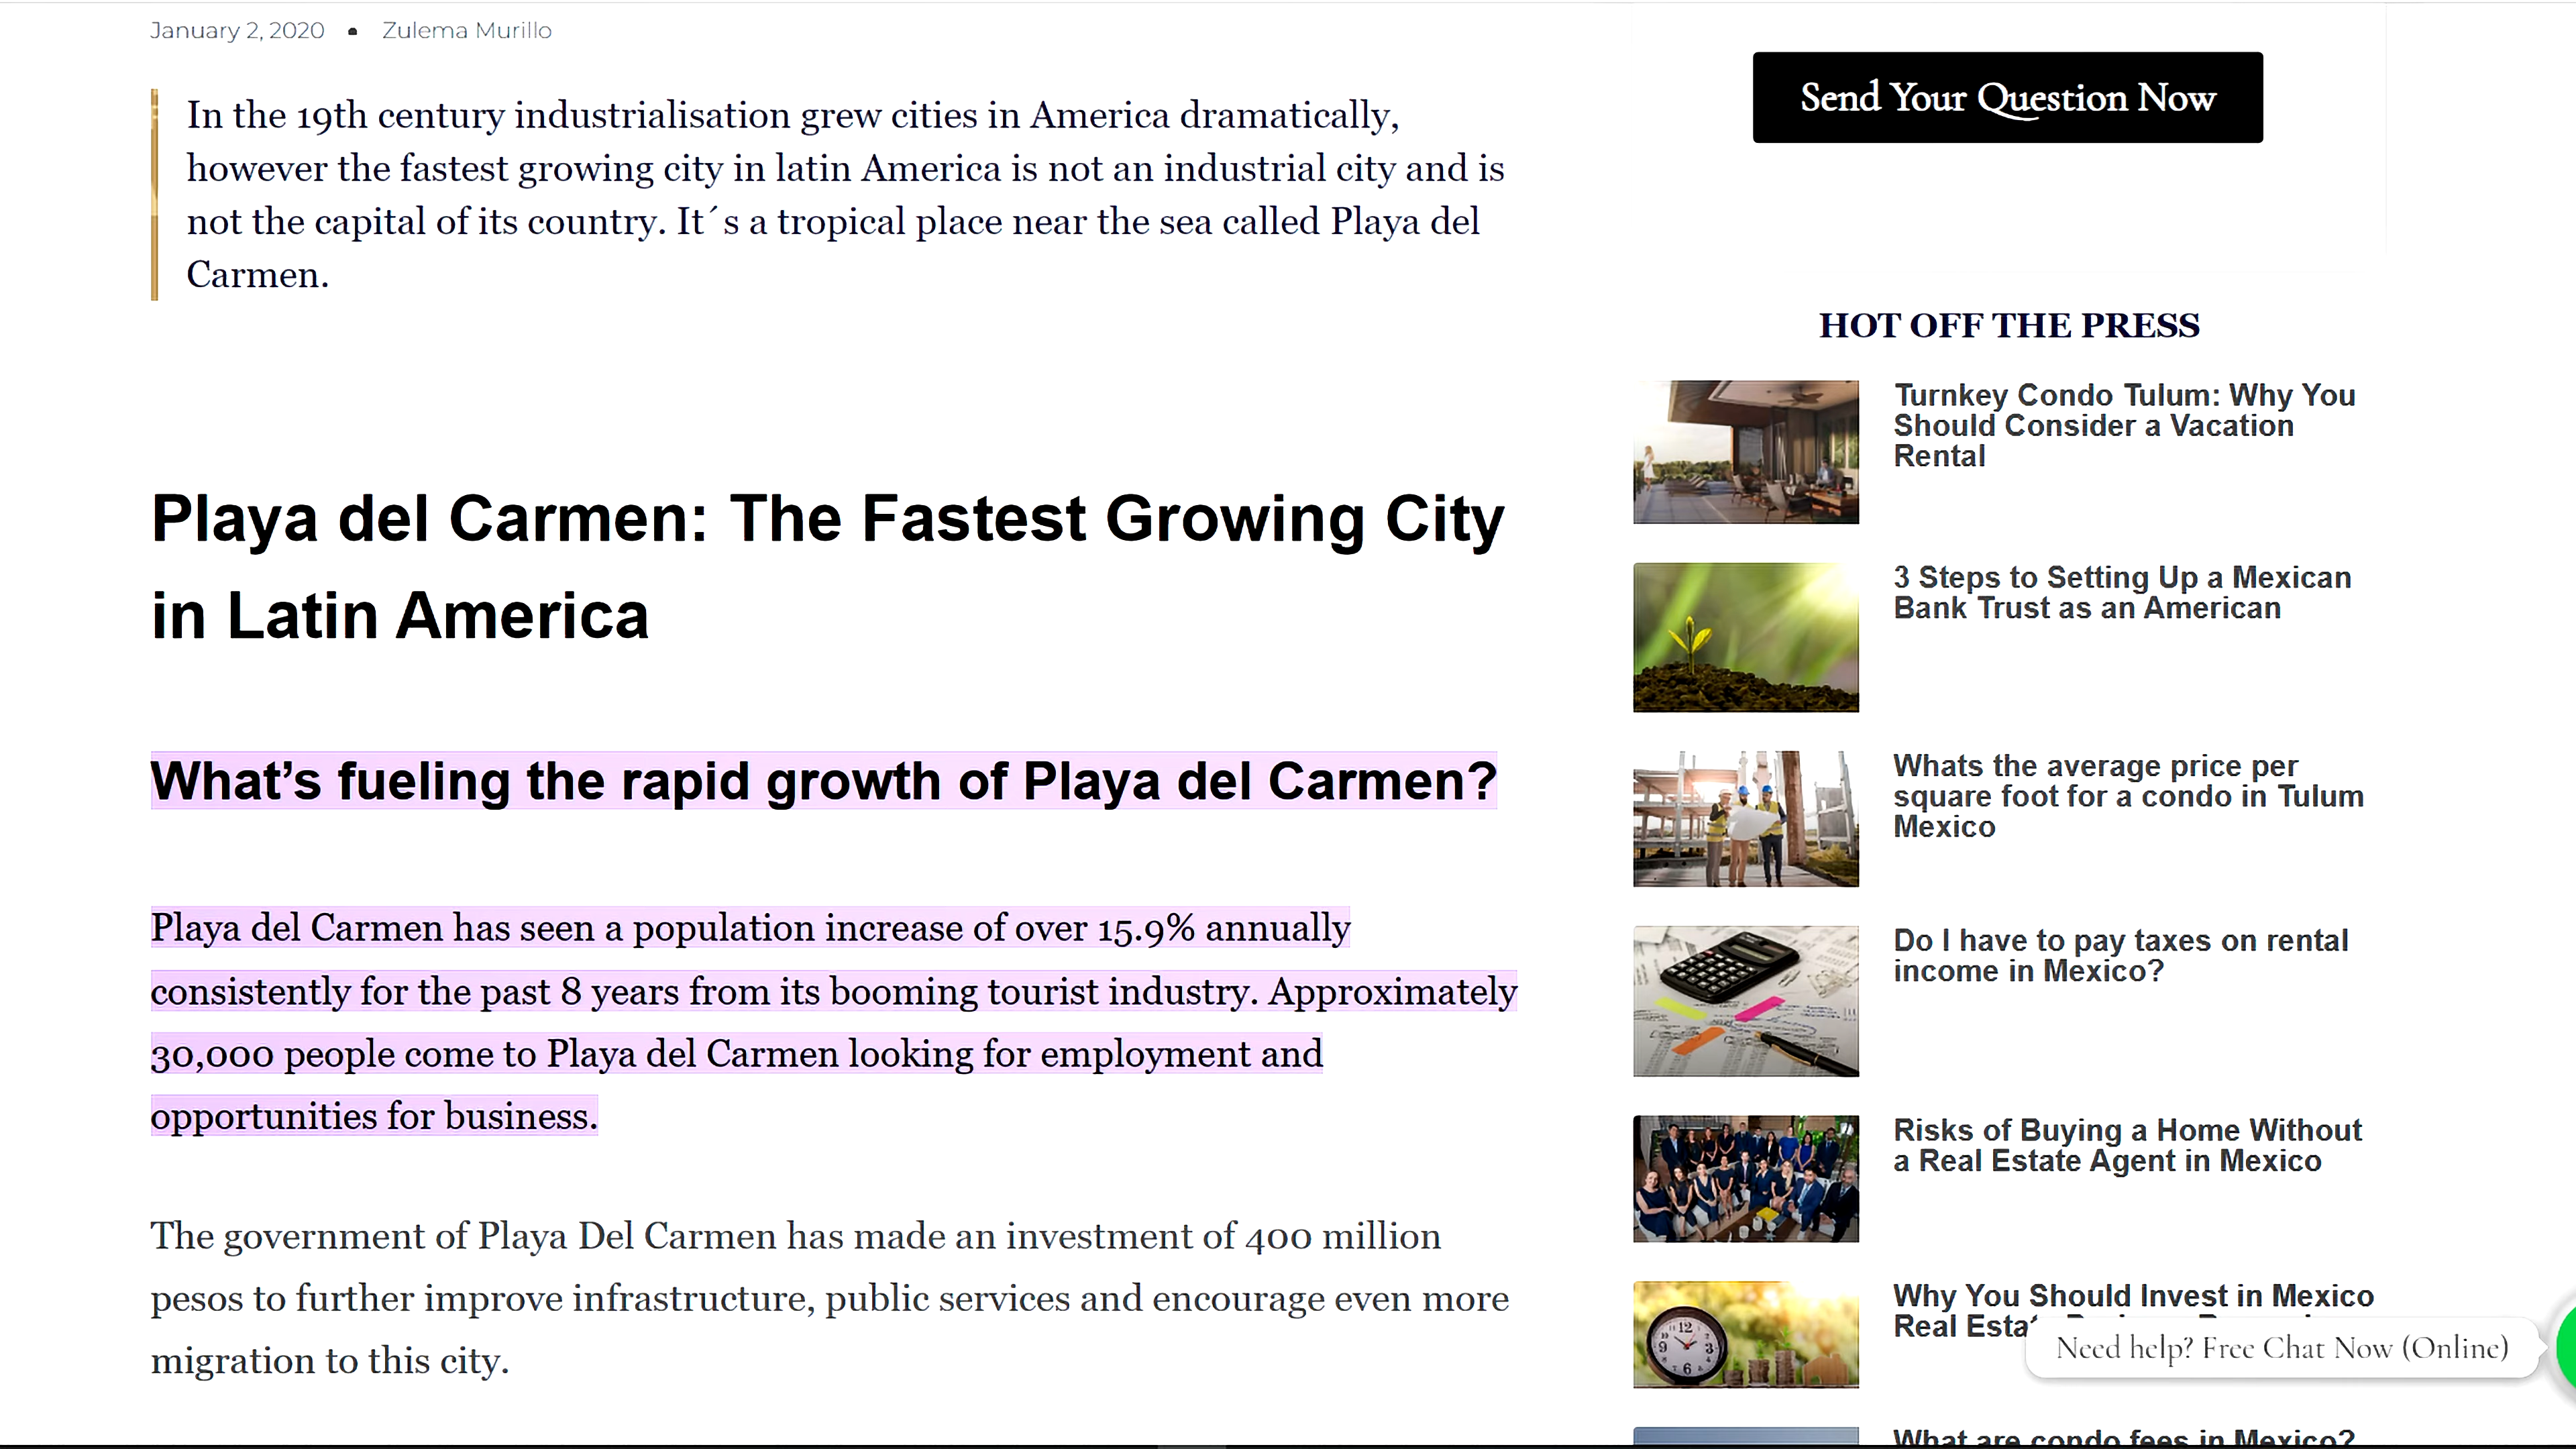 January 2, 2020 • Zulema Murillo
In the 19th century industrialisation grew cities in America dramatically,
however the fastest growing city in latin America is not an industrial city and is
not the capital of its country. It´s a tropical place near the sea called Playa del
Carmen.
Playa del Carmen: The Fastest Growing City
in Latin America
What’s fueling the rapid growth of Playa del Carmen?
Playa del Carmen has seen a population increase of over 15.9% annually
consistently for the past 8 years from its booming tourist industry. Approximately
30,000 people come to Playa del Carmen looking for employment and
opportunities for business.
The government of Playa Del Carmen has made an investment of 400 million
pesos to further improve infrastructure, public services and encourage even more
migration to this city.
Send Your Question Now
HOT OFF THE PRESS
Turnkey Condo Tulum: Why You
Should Consider a Vacation
Rental
3 Steps to Setting Up a Mexican
Bank Trust as an American
Whats the average price per
square foot for a condo in Tulum
Mexico
Do I have to pay taxes on rental
income in Mexico?
Risks of Buying a Home Without
a Real Estate Agent in Mexico
Why You Should Invest in Mexico
Real
Need help? Free Chat Now (Online)
What are condo fees in Mexico?